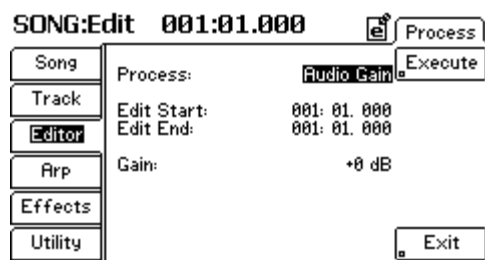 SONG:Edit 001:01.000 e Process
Song
Process: Audio Gain Execute
Track
Edit Start: 001: 01. 000
Editor
Edit End: 001: 01. 000
Arp
Gain: +0 dB
Effects
Utility
Exit